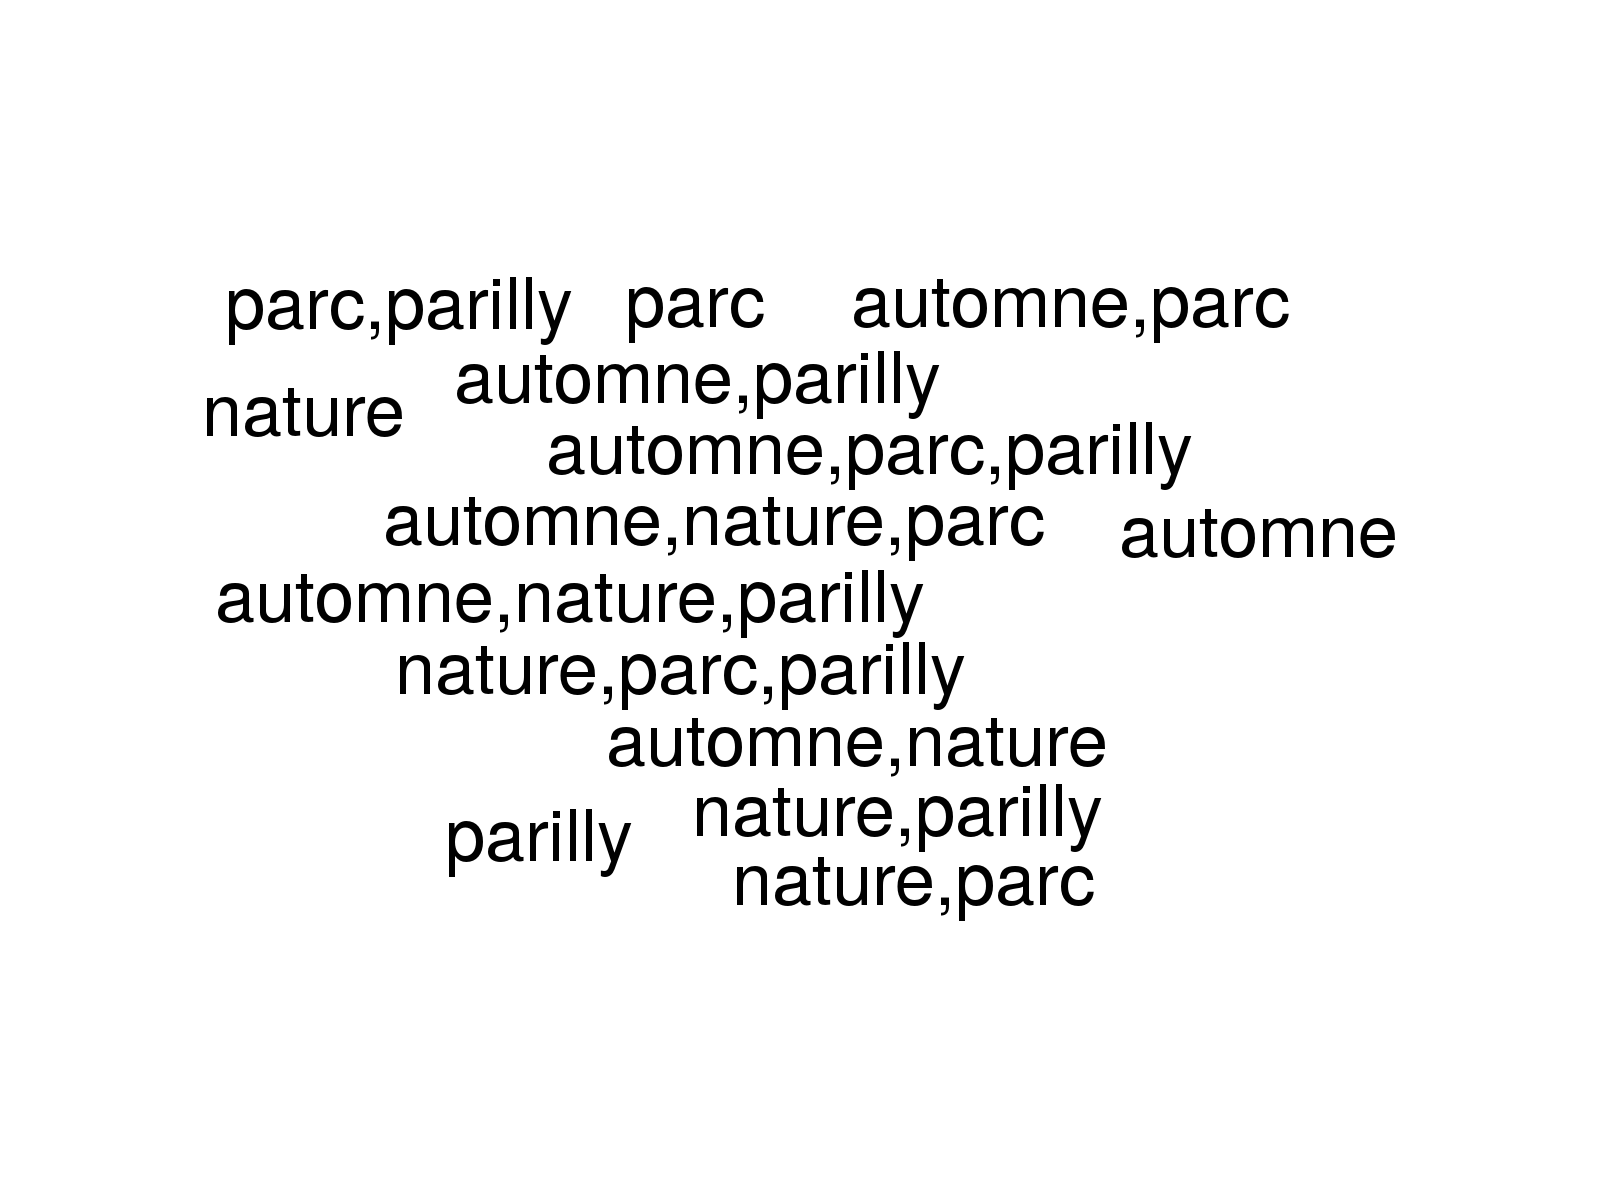 parc,parilly parc automne,parc
automne,parilly
nature
automne,parc,parilly
automne,nature,parc
automne
automne,nature,parilly
nature,parc,parilly
automne,nature
nature,parilly
parilly
nature,parc